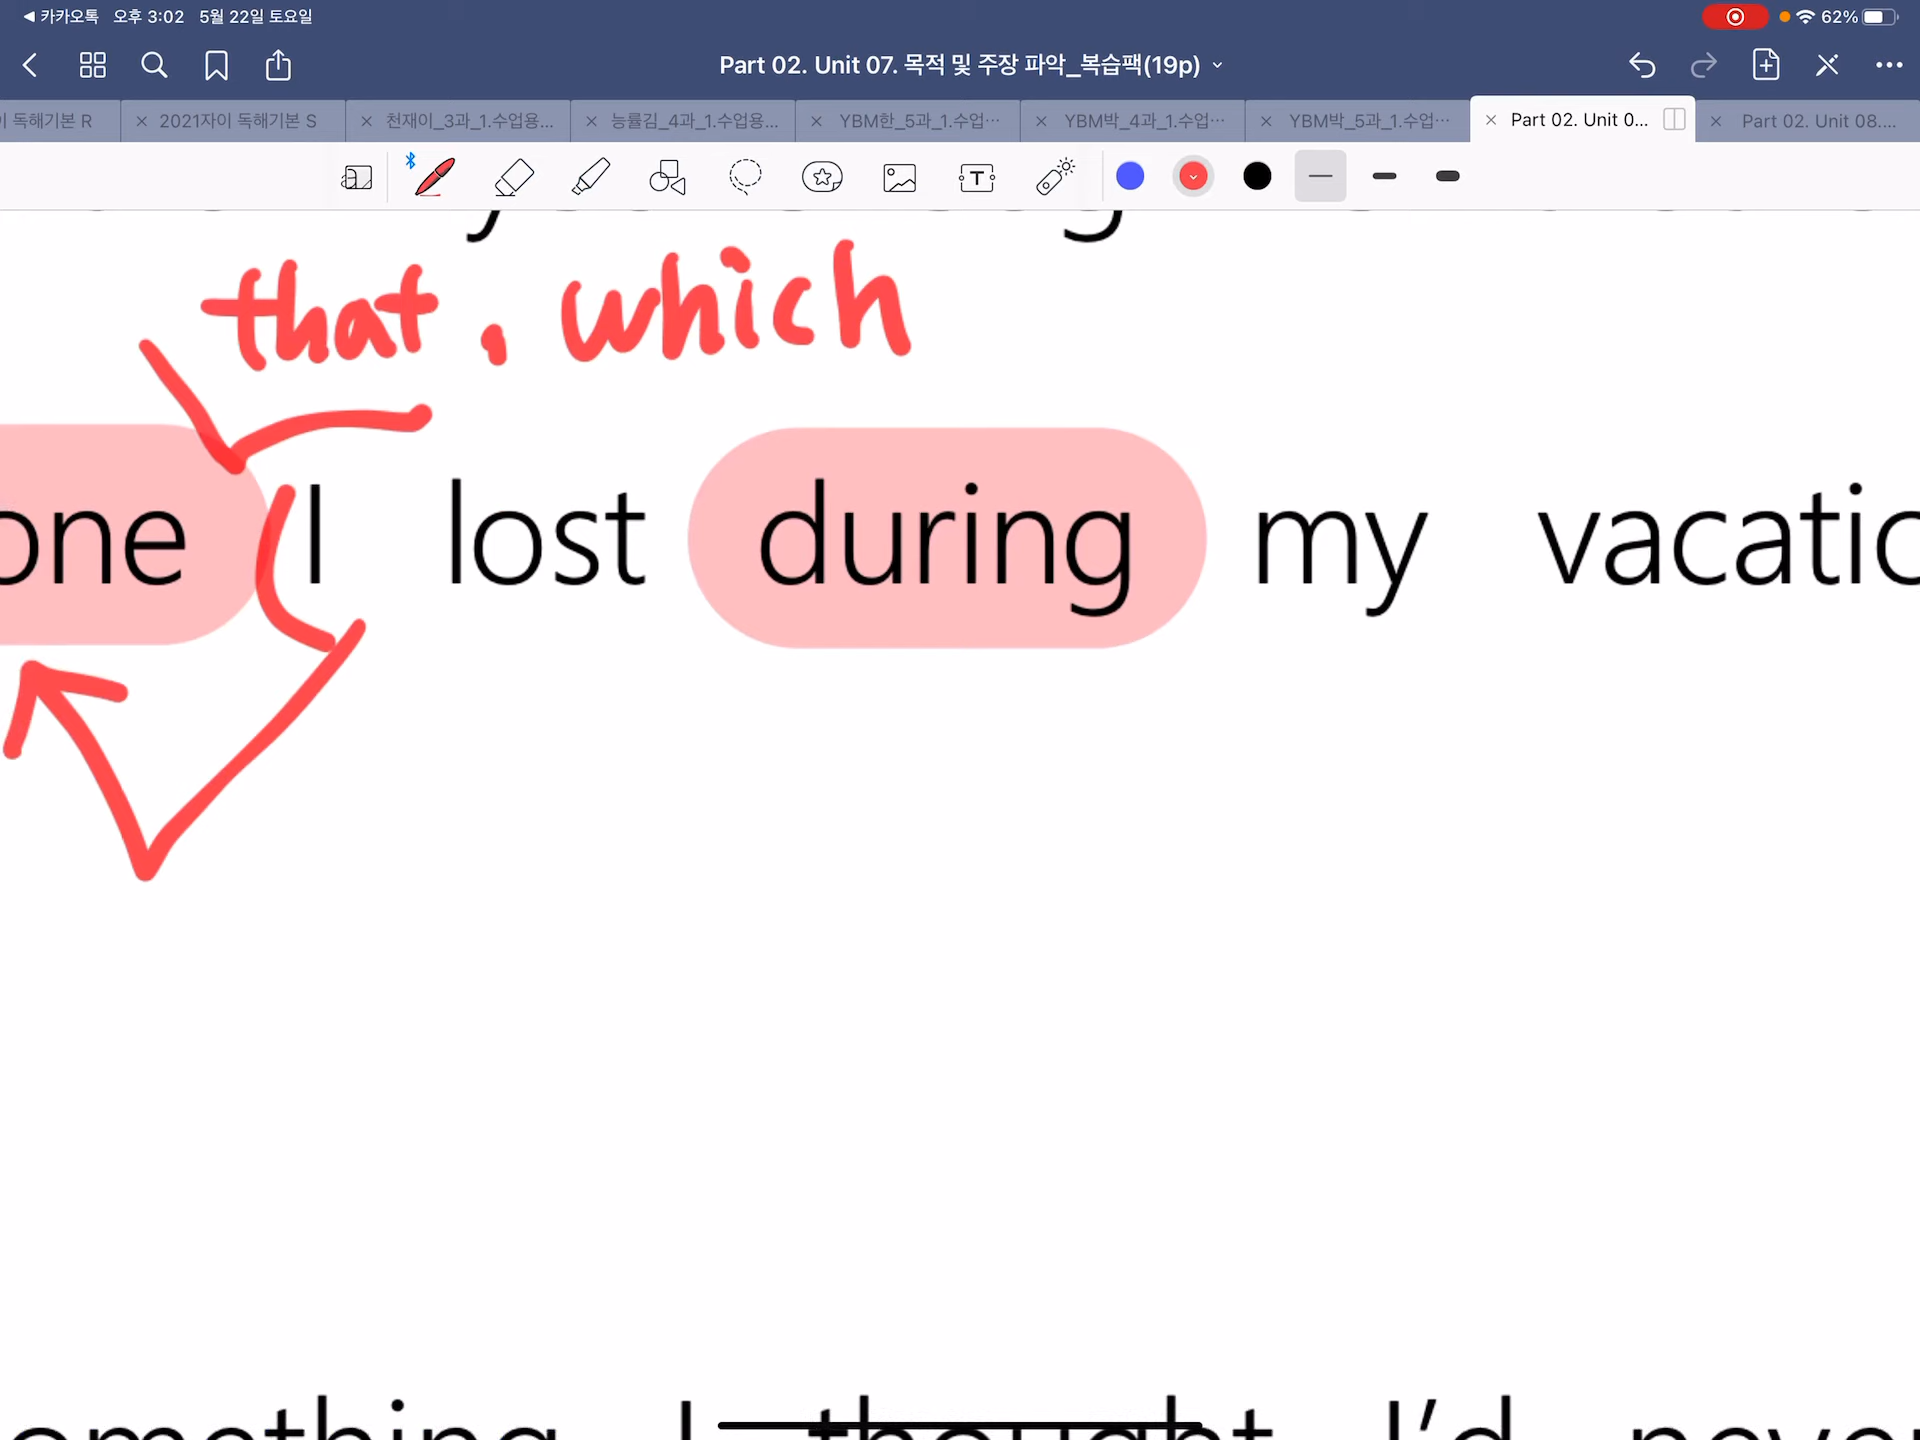 ◀ 카카오톡 오후 3:02 5월 22일 토요일 62%
Part 02. Unit 07. 목적 및 주장 파악_복습팩(19p)
독해기본 R × 2021자이 독해기본 S × 천재이_3과_1.수업용... × 능률김_4과_1.수업용... × YBM한_5과_1.수업... × YBM박_4과_1.수업... × YBM박_5과_1.수업... × Part 02. Unit 0... × Part 02. Unit 08....
that, which
one I lost during my vacatio
omething I thought I'd never